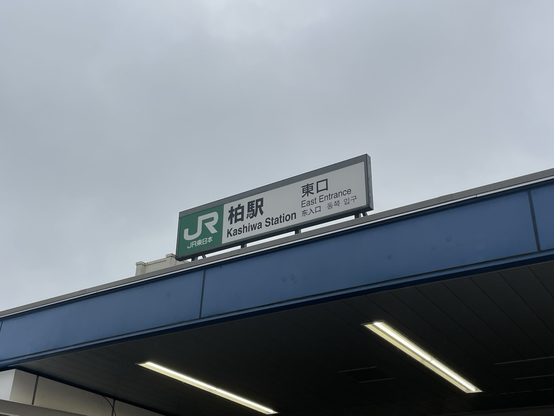 JR
JR東日本
柏駅
Kashiwa Station
東口
East Entrance
东入口 동쪽 입구